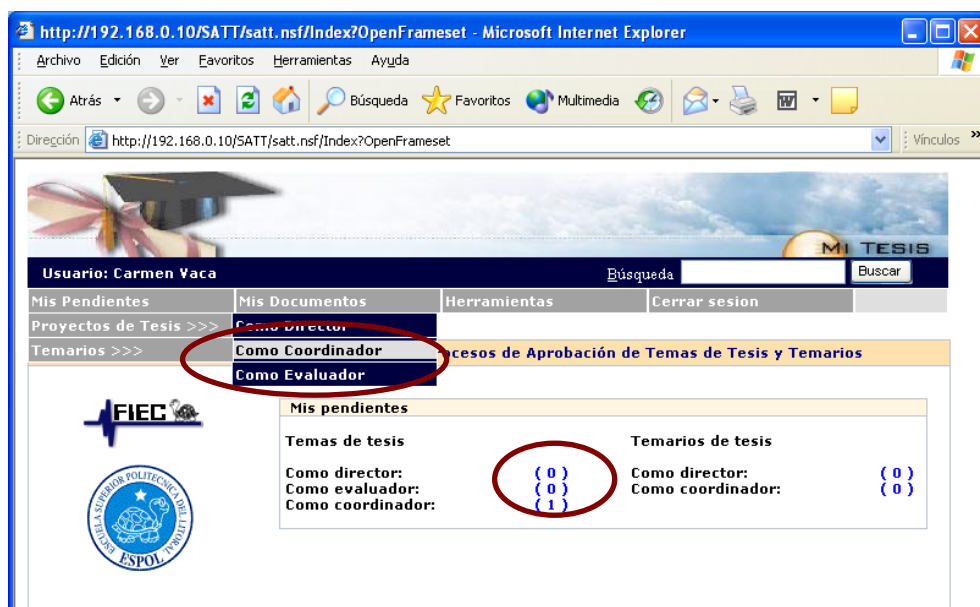 http://192.168.0.10/SATT/satt.nsf/Index?OpenFrameset - Microsoft Internet Explorer
Archivo Edición Ver Favoritos Herramientas Ayuda
Atrás Búsqueda Favoritos Multimedia
Dirección http://192.168.0.10/SATT/satt.nsf/Index?OpenFrameset Vínculos »
MI TESIS
Usuario: Carmen Vaca Búsqueda Buscar
Mis Pendientes Mis Documentos Herramientas Cerrar sesion
Proyectos de Tesis >>> Como Director
Temarios >>> Como Coordinador ocesos de Aprobación de Temas de Tesis y Temarios
Como Evaluador
FIEC
Mis pendientes
Temas de tesis Temarios de tesis
Como director: ( 0 ) Como director: ( 0 )
Como evaluador: ( 0 ) Como coordinador: ( 0 )
Como coordinador: ( 1 )
ESCUELA SUPERIOR POLITECNICA DEL LITORAL
ESPOL